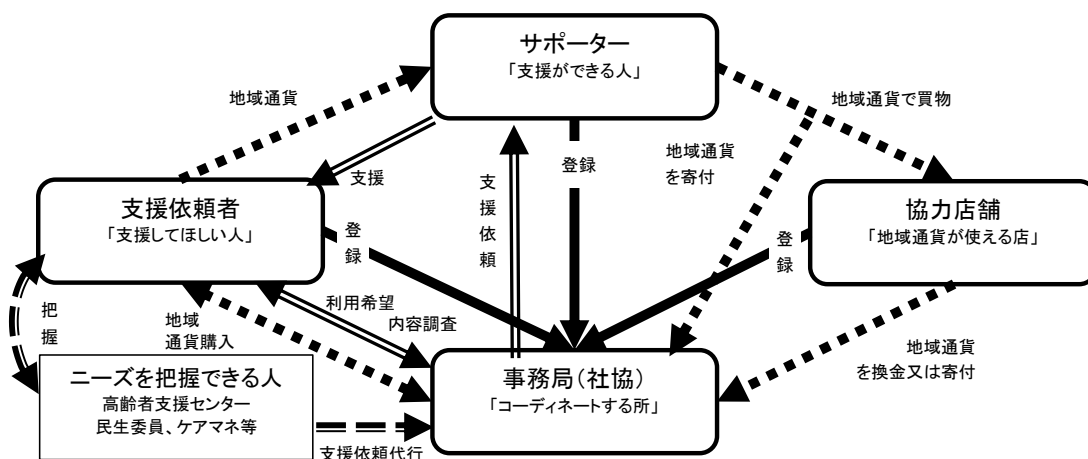 サポーター
「支援ができる人」
地域通貨
地域通貨で買物
支援
登録
地域通貨
を寄付
支援依頼
支援依頼者
「支援してほしい人」
協力店舗
「地域通貨が使える店」
登録
登録
把握
利用希望
内容調査
地域
通貨購入
地域通貨
を換金又は寄付
ニーズを把握できる人
高齢者支援センター
民生委員、ケアマネ等
事務局(社協)
「コーディネートする所」
支援依頼代行